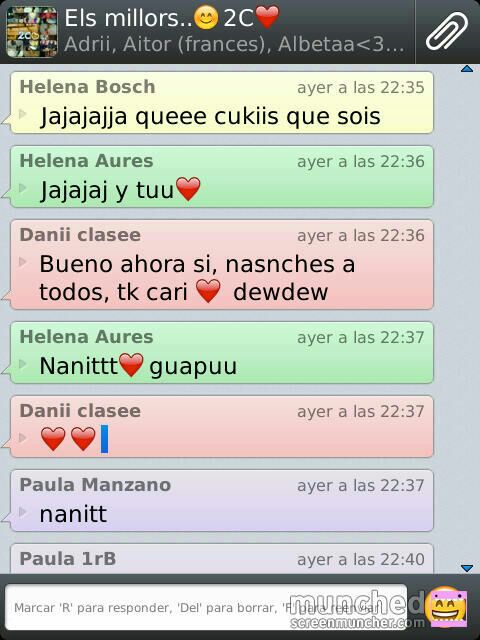 Els millors..😊2C❤
Adrii, Aitor (frances), Albetaa<3...
Helena Bosch ayer a las 22:35
Jajajajja queee cukiis que sois
Helena Aures ayer a las 22:36
Jajajaj y tuu❤
Danii clasee ayer a las 22:36
Bueno ahora si, nasnches a
todos, tk cari ❤ dewdew
Helena Aures ayer a las 22:37
Nanittt❤guapuu
Danii clasee ayer a las 22:37
❤❤
Paula Manzano ayer a las 22:37
nanitt
Paula 1rB ayer a las 22:40
Marcar 'R' para responder, 'Del' para borrar, 'F' para reenviar
munched
screenmuncher.com